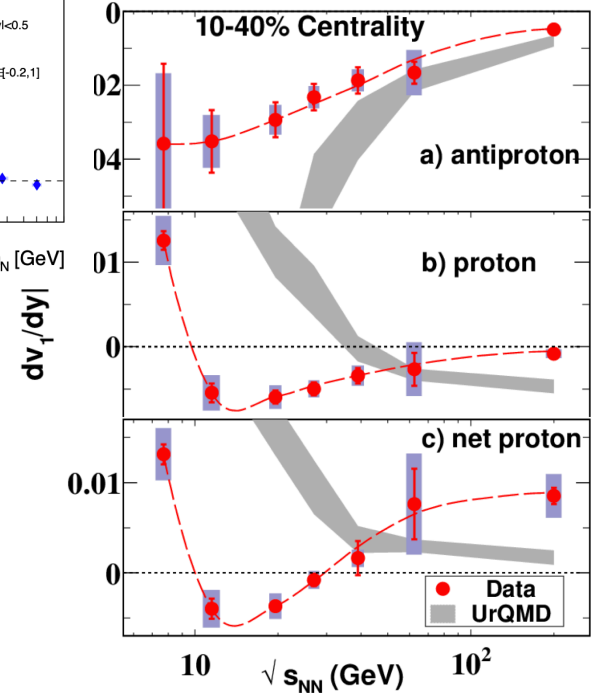 10-40% Centrality
0
02
04
a) antiproton
01
0
b) proton
0.01
0
c) net proton
Data
UrQMD
10
10²
√ sNN (GeV)
dv1/dy|
<0.5
[-0.2,1]
N [GeV]